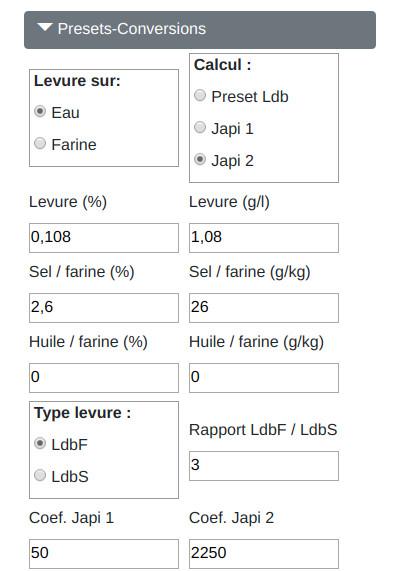 Presets-Conversions
Levure sur:
Eau
Farine
Calcul :
Preset Ldb
Japi 1
Japi 2
Levure (%)
Levure (g/l)
0,108
1,08
Sel / farine (%)
Sel / farine (g/kg)
2,6
26
Huile / farine (%)
Huile / farine (g/kg)
0
0
Type levure :
LdbF
LdbS
Rapport LdbF / LdbS
3
Coef. Japi 1
Coef. Japi 2
50
2250